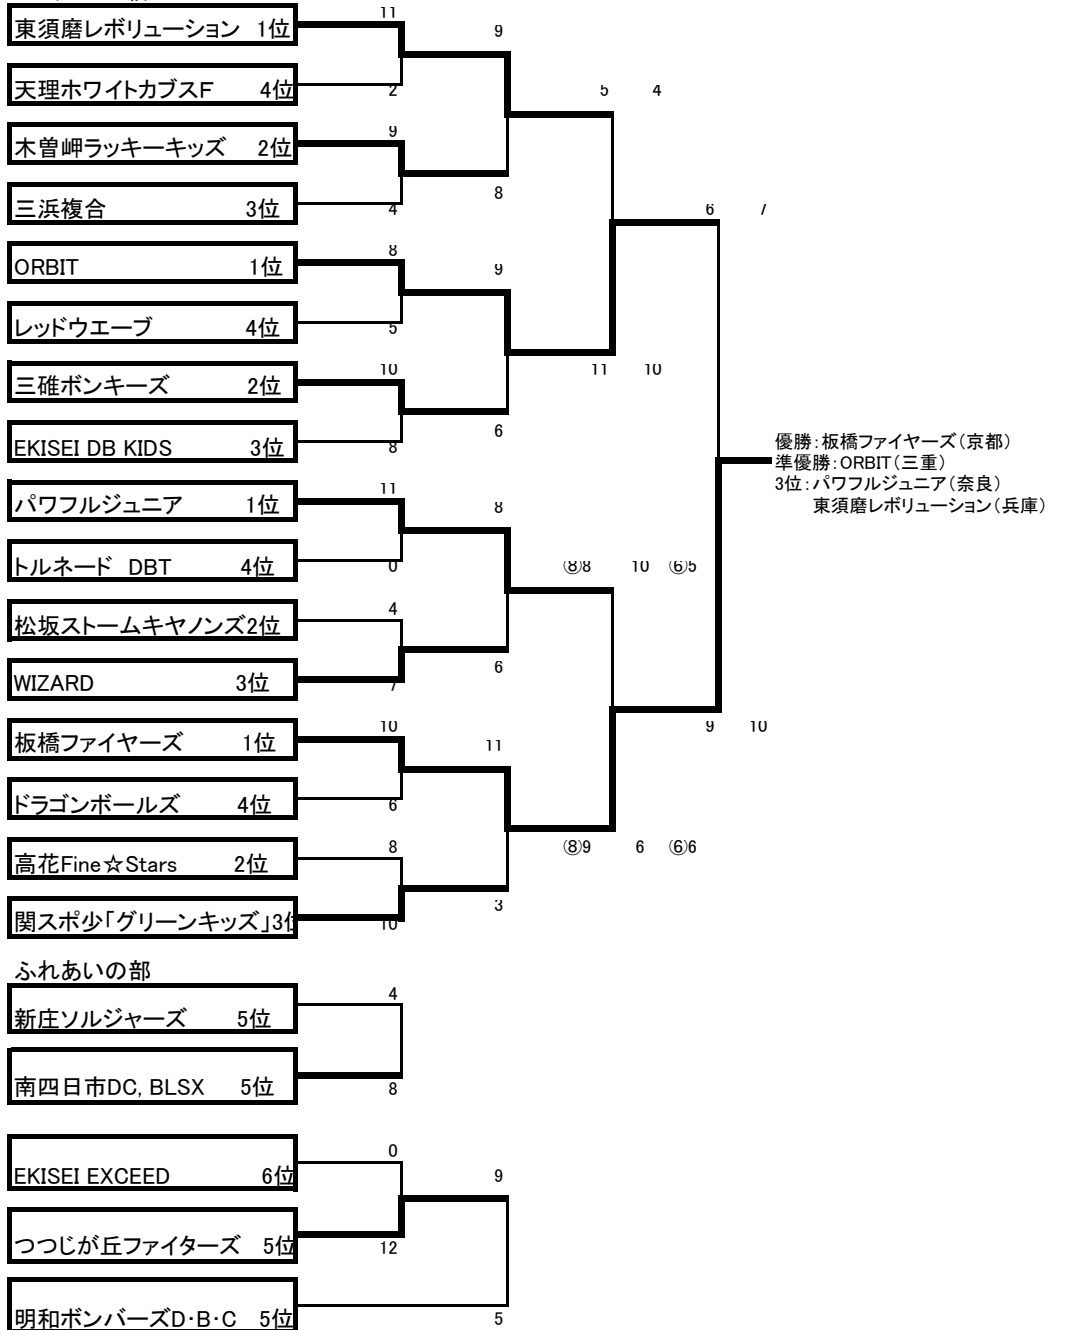 東須磨レボリューション 1位
11
9
天理ホワイトカブスF 4位
2
5 4
木曽岬ラッキーキッズ 2位
9
8
三浜複合 3位
4
6 7
ORBIT 1位
8
9
レッドウエーブ 4位
5
三碓ボンキーズ 2位
10
11 10
EKISEI DB KIDS 3位
8
6
優勝：板橋ファイヤーズ（京都）
準優勝：ORBIT（三重）
3位：パワフルジュニア（奈良）
東須磨レボリューション（兵庫）
パワフルジュニア 1位
11
8
トルネード DBT 4位
0
⑧8 10 ⑥5
松坂ストームキヤノンズ2位
4
WIZARD 3位
7
6
板橋ファイヤーズ 1位
10
11
9 10
ドラゴンボールズ 4位
6
高花Fine☆Stars 2位
8
⑧9 6 ⑥6
関スポ少「グリーンキッズ」3位
10
3
ふれあいの部
新庄ソルジャーズ 5位
4
南四日市DC, BLSX 5位
8
EKISEI EXCEED 6位
0
9
つつじが丘ファイターズ 5位
12
明和ボンバーズD・B・C 5位
5